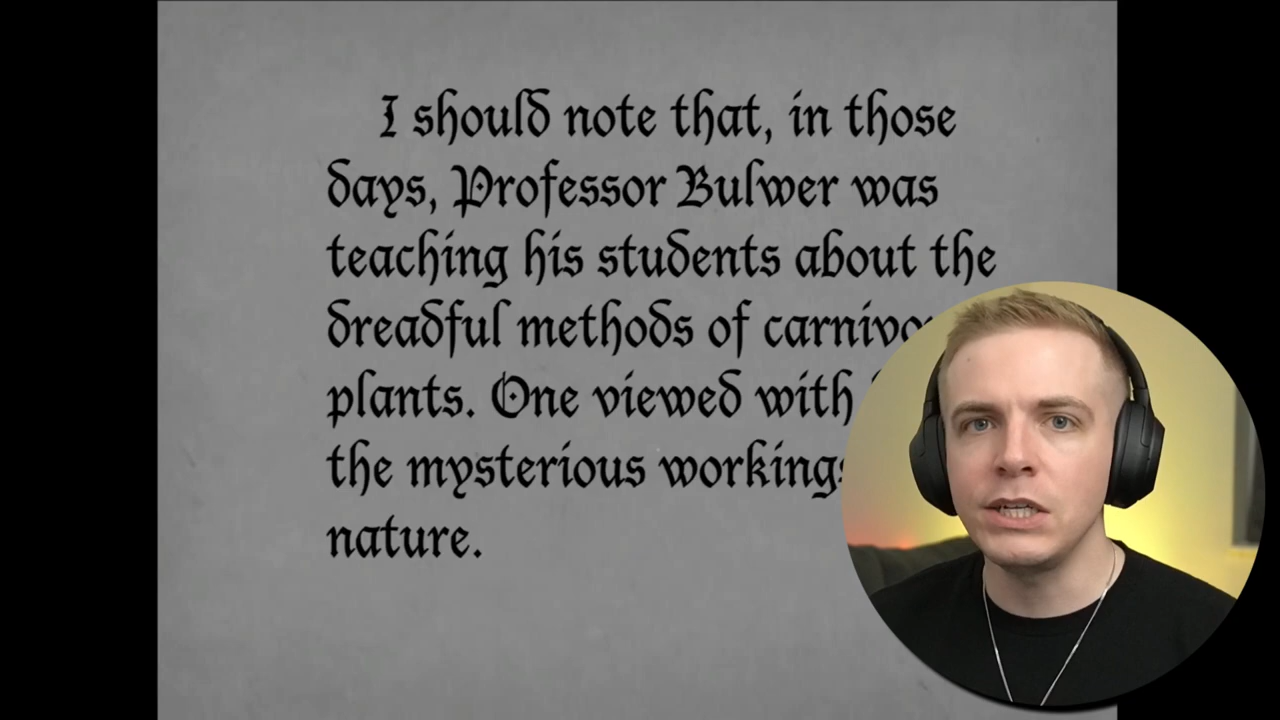 I should note that, in those
days, Professor Bulwer was
teaching his students about the
dreadful methods of
plants. One viewed with
the mysterious workings
nature.